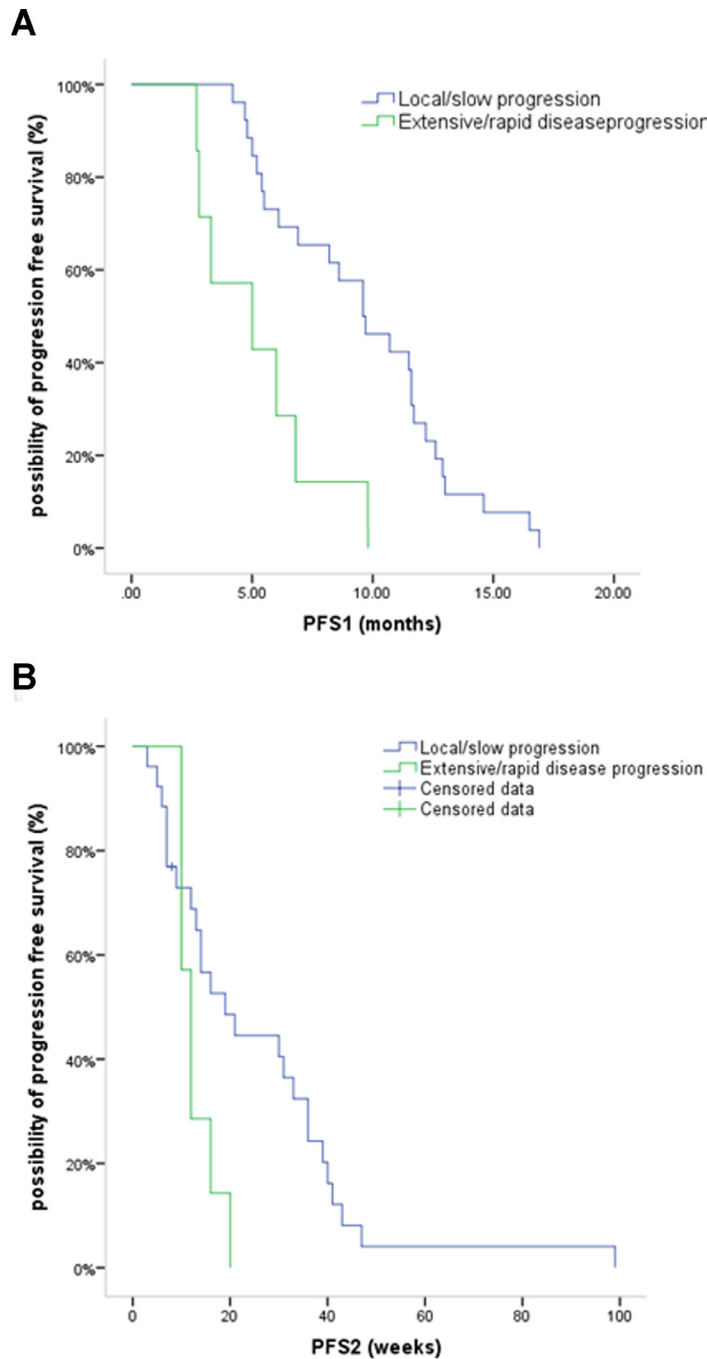 A
possibility of progression free survival (%)
100%
80%
60%
40%
20%
0%
Local/slow progression
Extensive/rapid diseaseprogression
.00
5.00
10.00
15.00
20.00
PFS1 (months)
B
possibility of progression free survival (%)
100%
80%
60%
40%
20%
0%
Local/slow progression
Extensive/rapid disease progression
Censored data
Censored data
0
20
40
60
80
100
PFS2 (weeks)